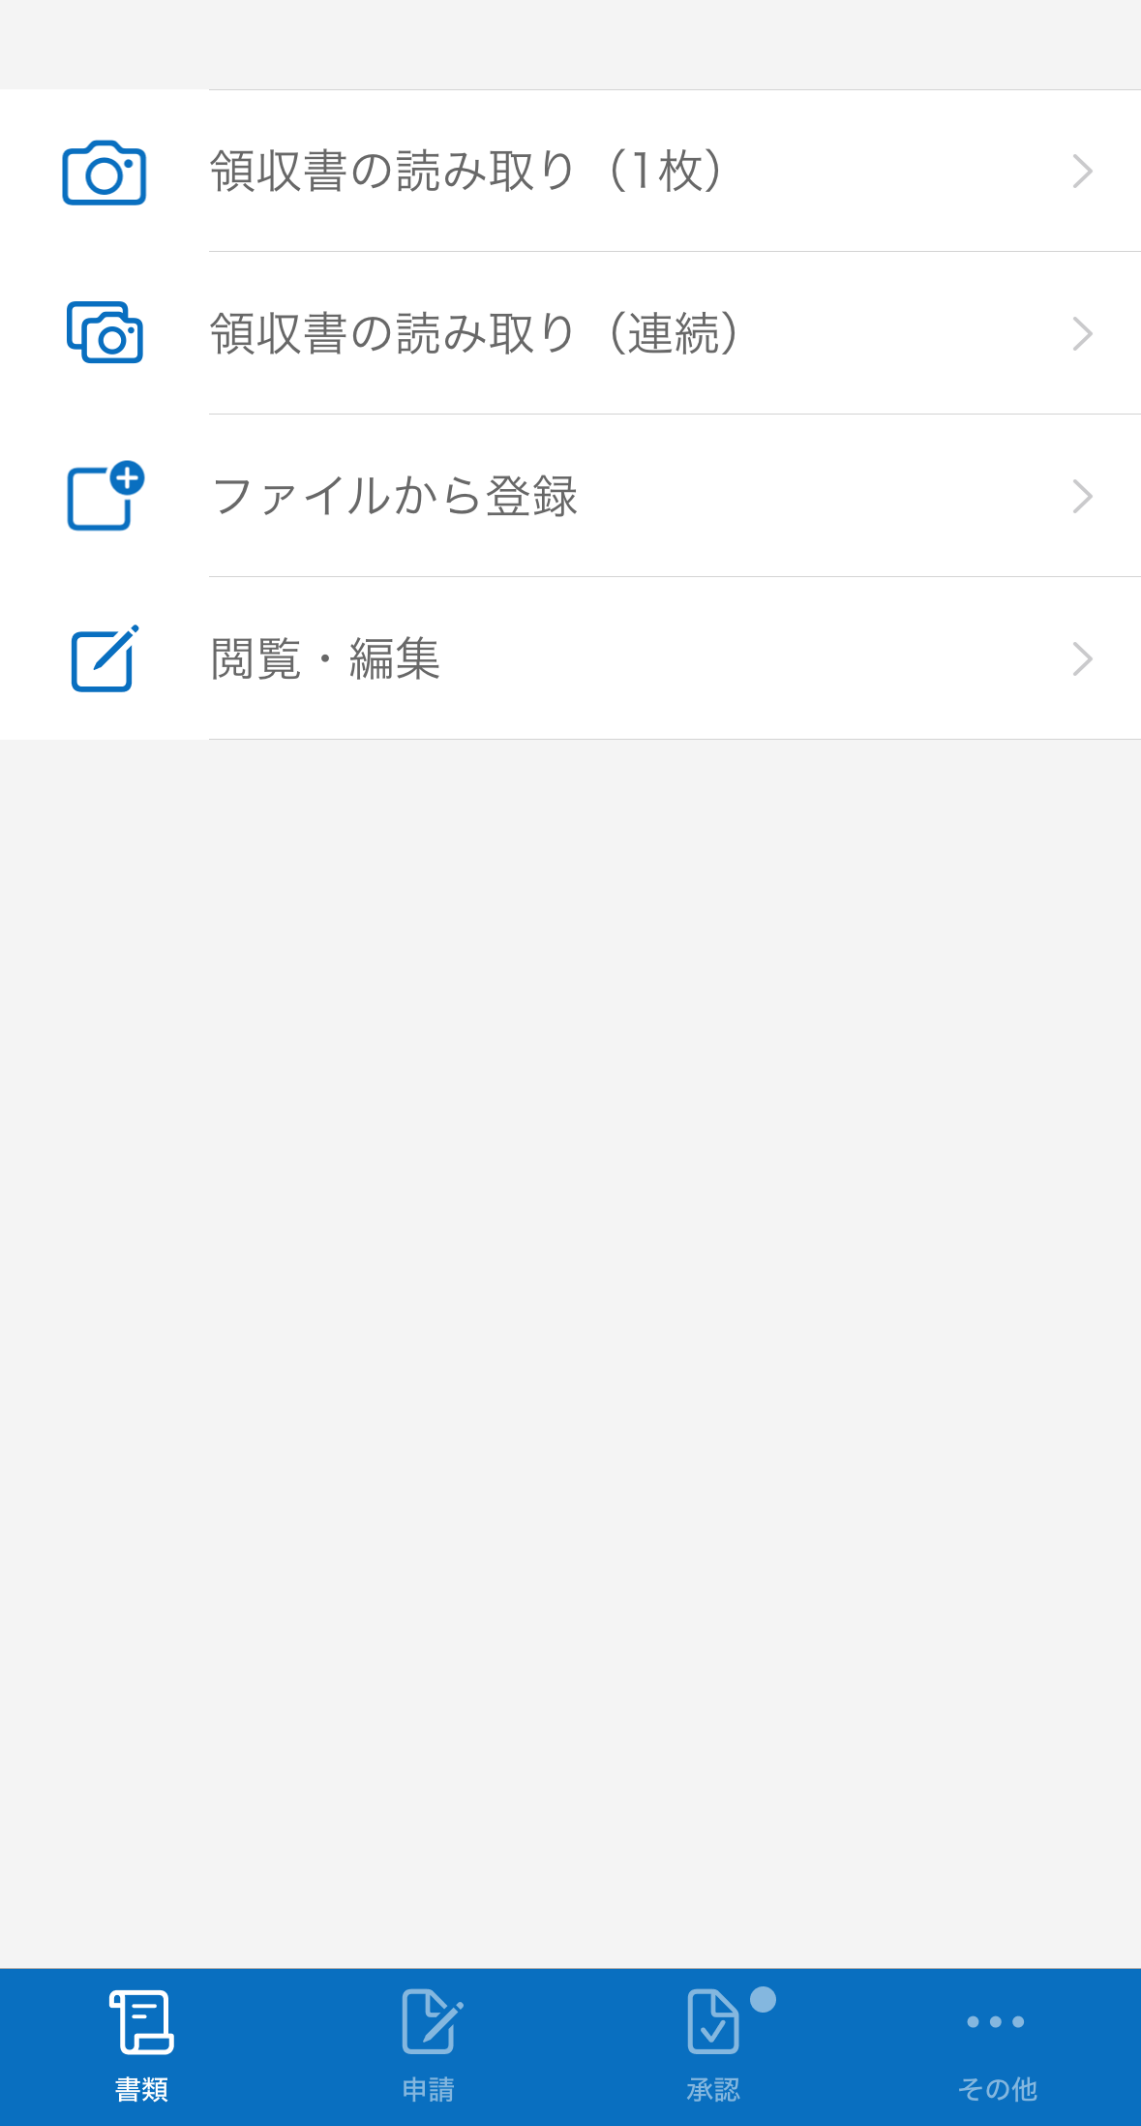 領収書の読み取り（1枚）
領収書の読み取り（連続）
ファイルから登録
閲覧・編集
書類
申請
承認
その他